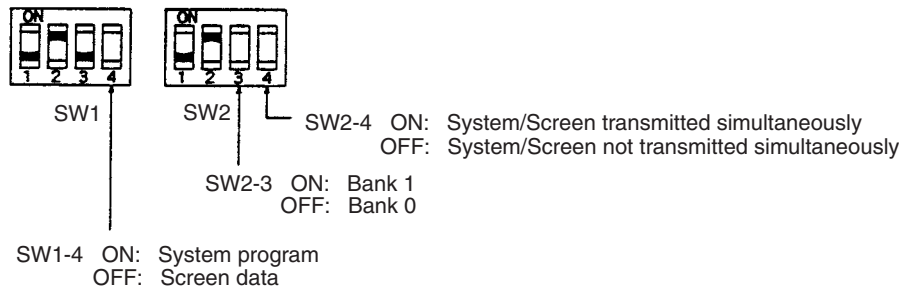 ON ON
1 2 3 4 1 2 3 4
SW1 SW2
SW2-4 ON: System/Screen transmitted simultaneously
OFF: System/Screen not transmitted simultaneously
SW2-3 ON: Bank 1
OFF: Bank 0
SW1-4 ON: System program
OFF: Screen data